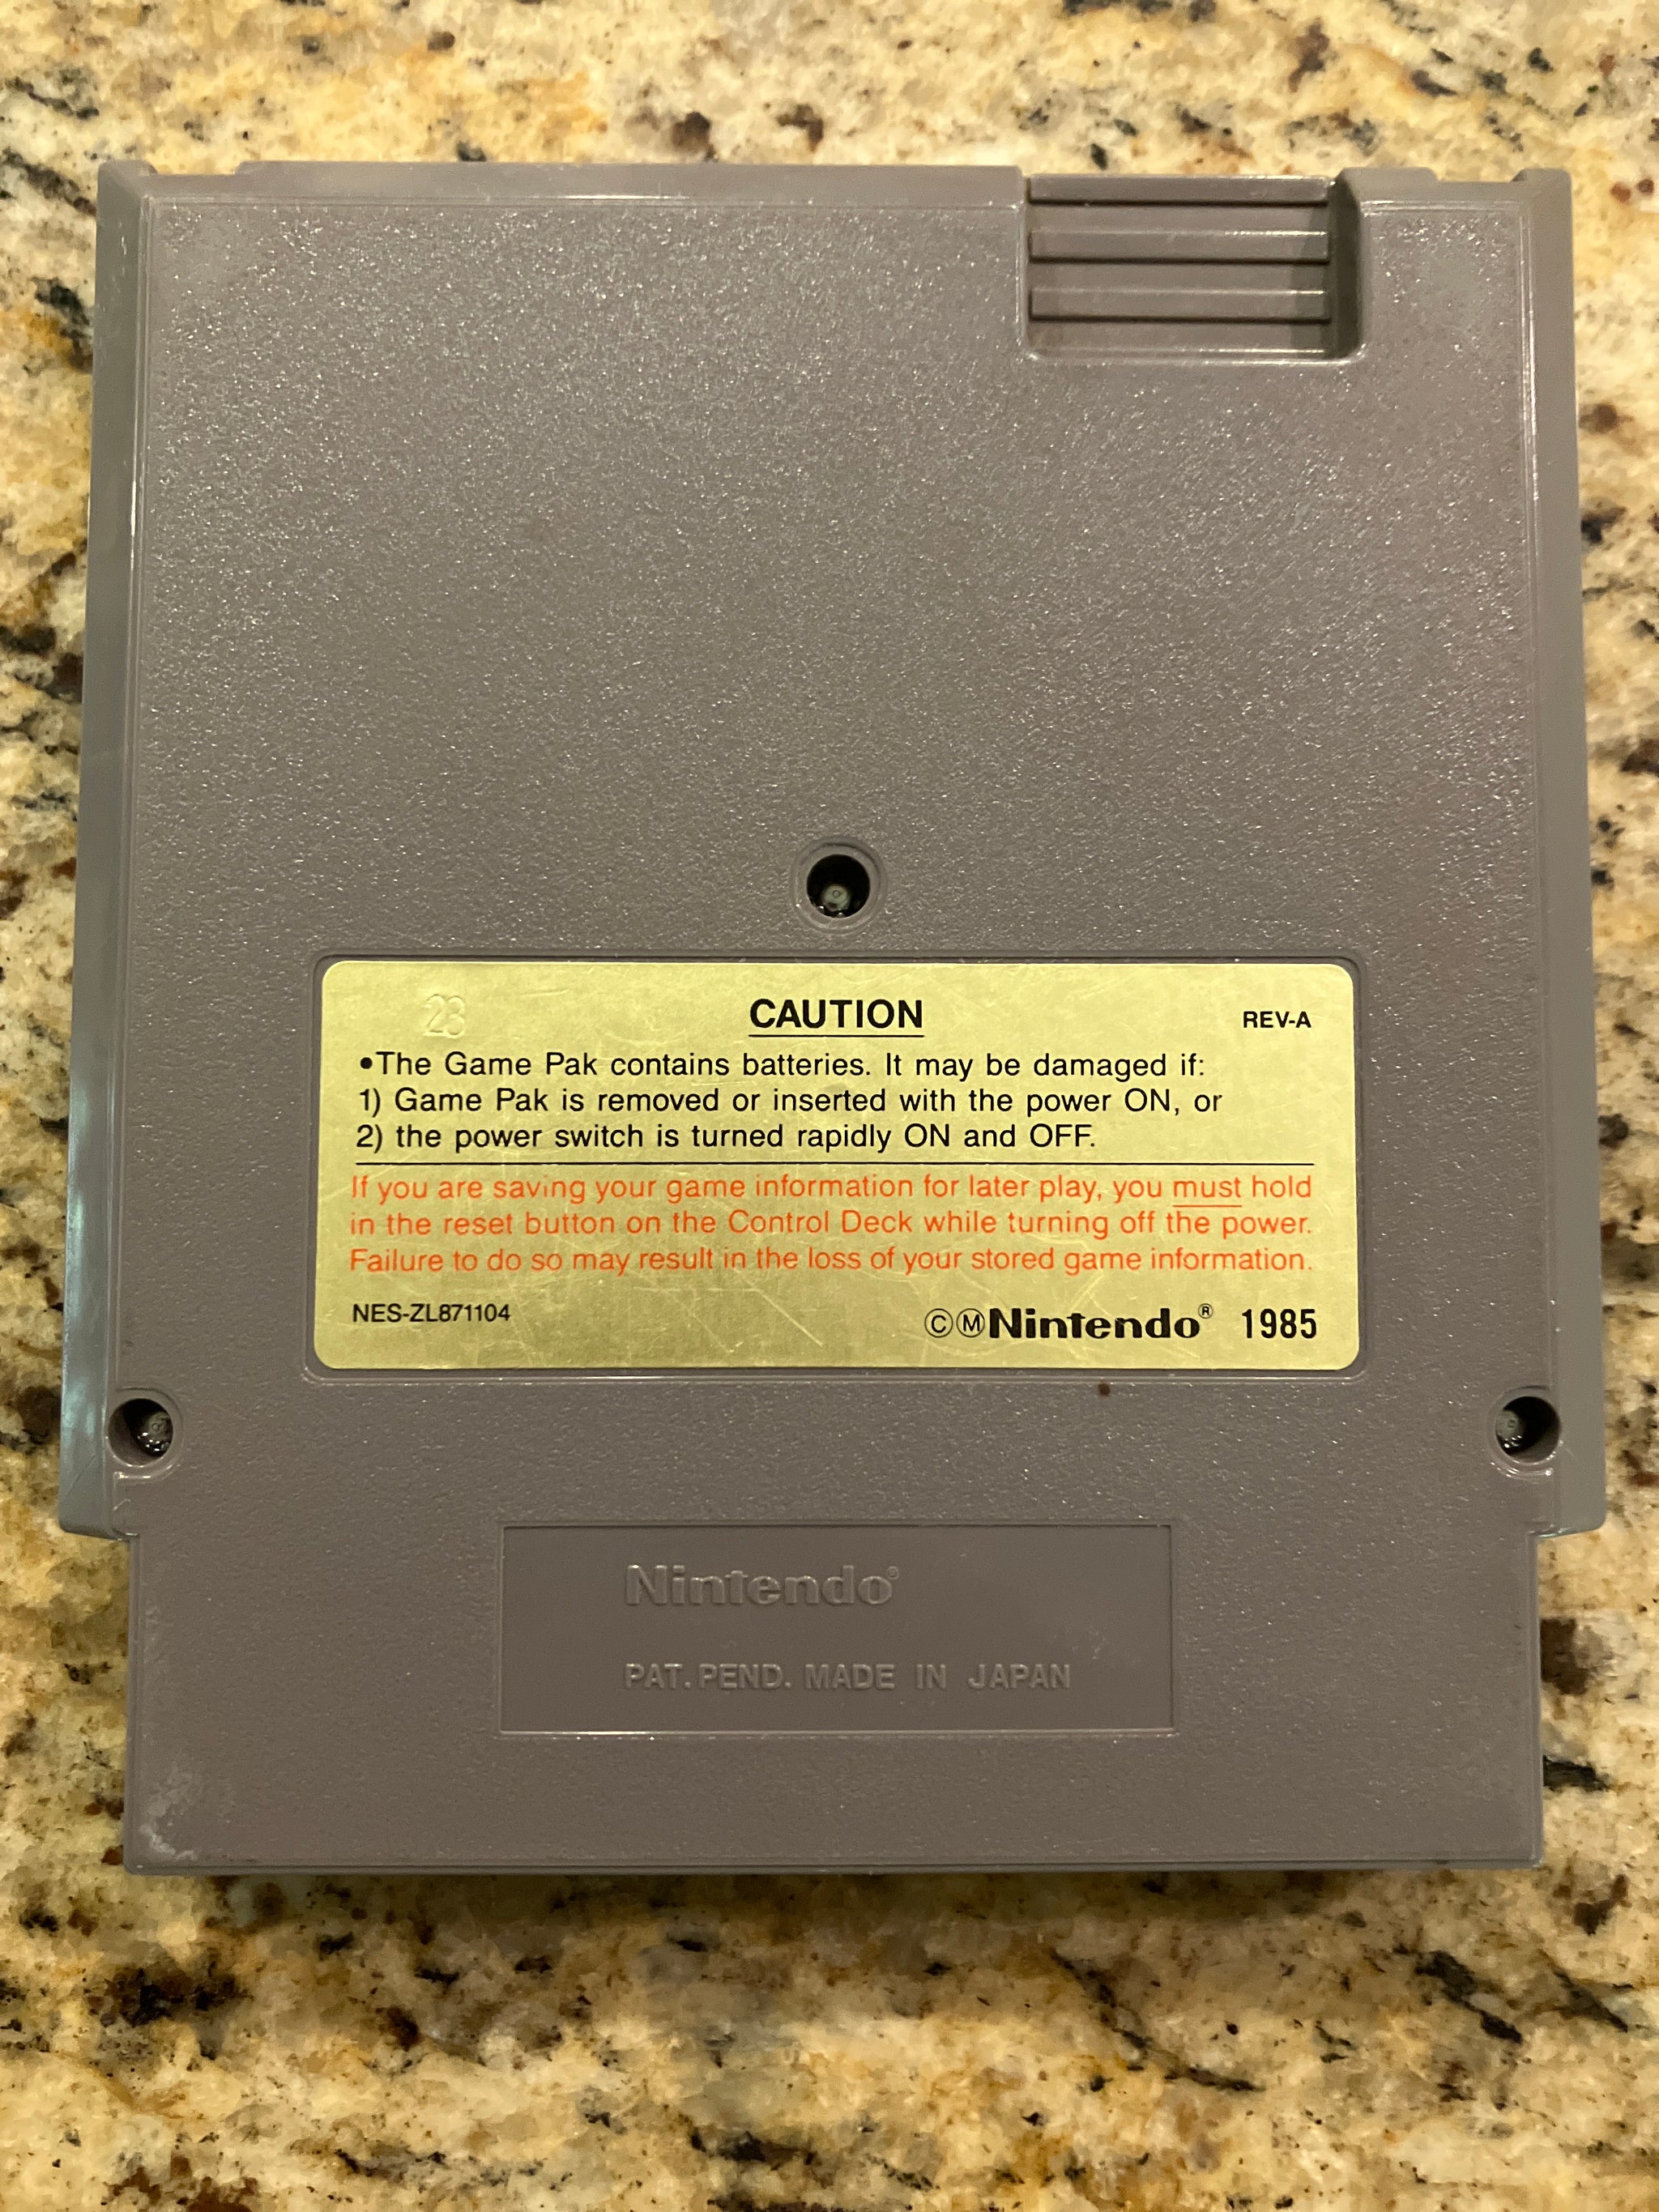 23
CAUTION
REV-A
•The Game Pak contains batteries. It may be damaged if:
1) Game Pak is removed or inserted with the power ON, or
2) the power switch is turned rapidly ON and OFF.
If you are saving your game information for later play, you must hold
in the reset button on the Control Deck while turning off the power.
Failure to do so may result in the loss of your stored game information.
NES-ZL871104
©Ⓜ Nintendo® 1985
Nintendo®
PAT. PEND. MADE IN JAPAN